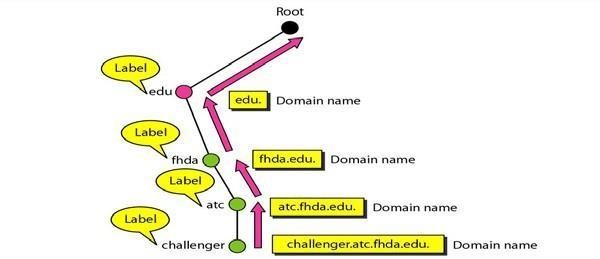 Root
Label
edu
edu. Domain name
Label
fhda
fhda.edu. Domain name
Label
atc
atc.fhda.edu. Domain name
Label
challenger
challenger.atc.fhda.edu. Domain name